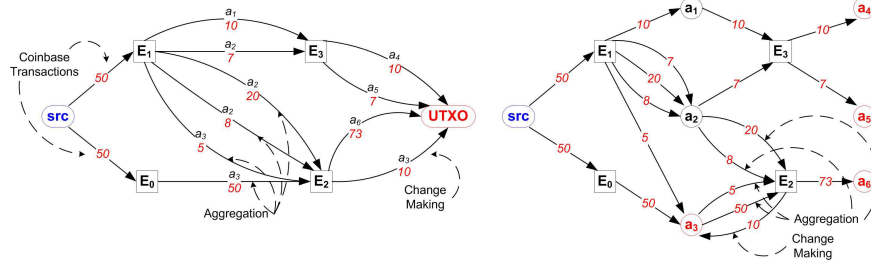 a1
10
a2
7
E1
E3
Coinbase
Transactions
50
a2
20
a4
10
a5
7
src
a2
8
a6
73
UTXO
a3
5
50
a3
50
a3
10
E0
E2
Aggregation
Change
Making
a1
a4
10
10
10
E1
E3
7
50
20
8
7
7
src
a2
a5
5
20
50
8
E0
E2
73
a6
5
50
50
a3
10
Aggregation
Change
Making